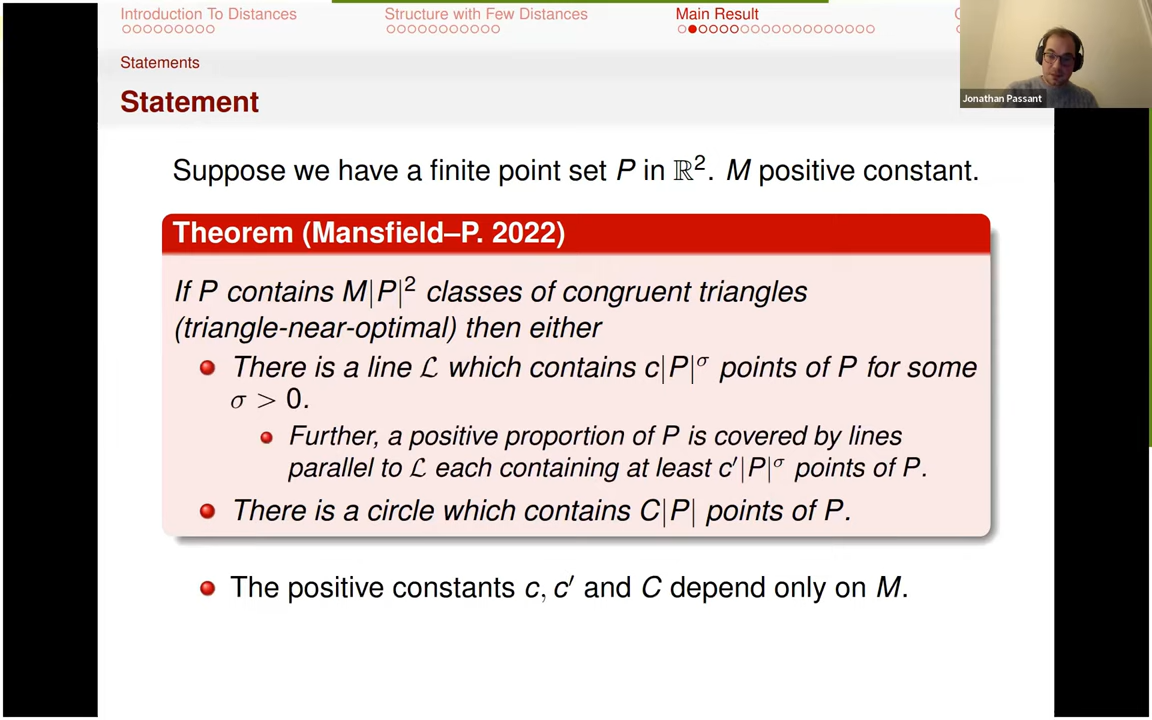 Introduction To Distances
Structure with Few Distances
Main Result
Statements
Statement
Jonathan Passant
Suppose we have a finite point set P in ℝ². M positive constant.
Theorem (Mansfield–P. 2022)
If P contains M|P|² classes of congruent triangles
(triangle-near-optimal) then either
There is a line ℒ which contains c|P|^σ points of P for some
σ > 0.
Further, a positive proportion of P is covered by lines
parallel to ℒ each containing at least c′|P|^σ points of P.
There is a circle which contains C|P| points of P.
The positive constants c, c′ and C depend only on M.